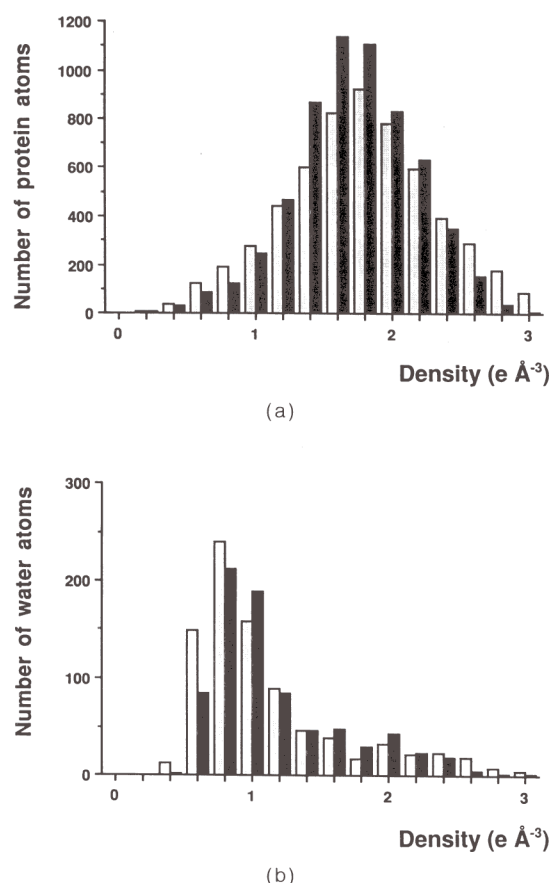 Number of protein atoms
1200
1000
800
600
400
200
0
0 1 2 3
Density (e Å⁻³)
(a)
Number of water atoms
300
200
100
0
0 1 2 3
Density (e Å⁻³)
(b)